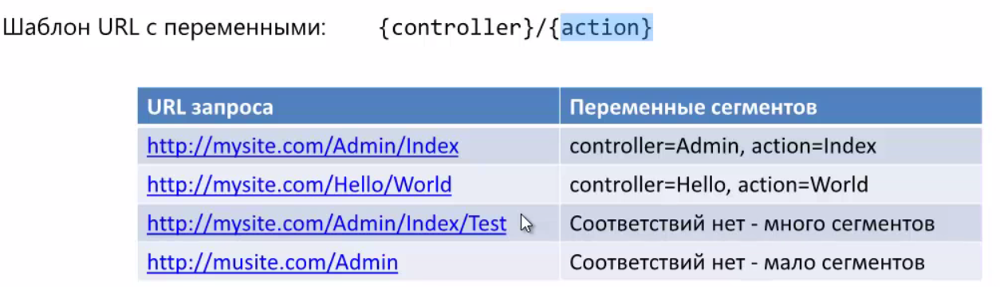 Шаблон URL с переменными: {controller}/{action}
URL запроса Переменные сегментов
http://mysite.com/Admin/Index controller=Admin, action=Index
http://mysite.com/Hello/World controller=Hello, action=World
http://mysite.com/Admin/Index/Test Соответствий нет - много сегментов
http://musite.com/Admin Соответствий нет - мало сегментов